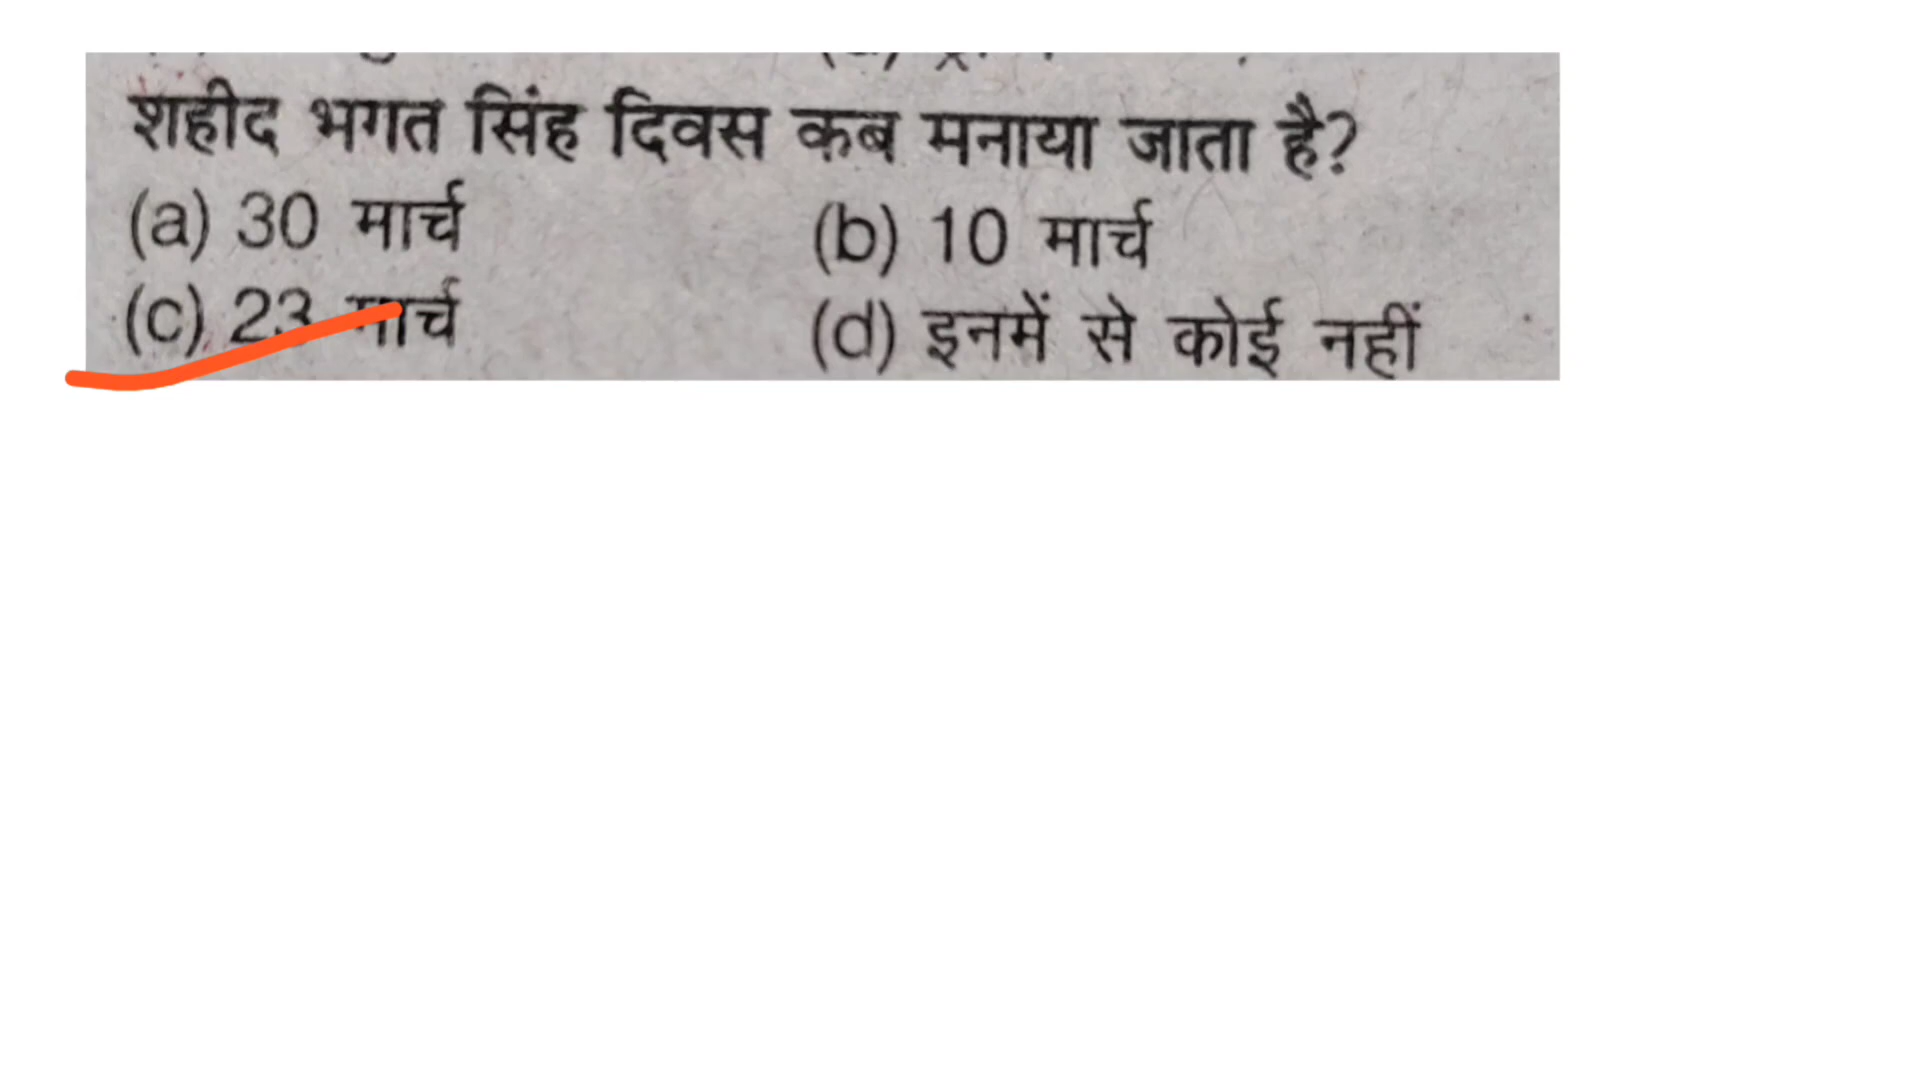 शहीद भगत सिंह दिवस कब मनाया जाता है?
(a) 30 मार्च (b) 10 मार्च
(c) 23 मार्च (d) इनमें से कोई नहीं